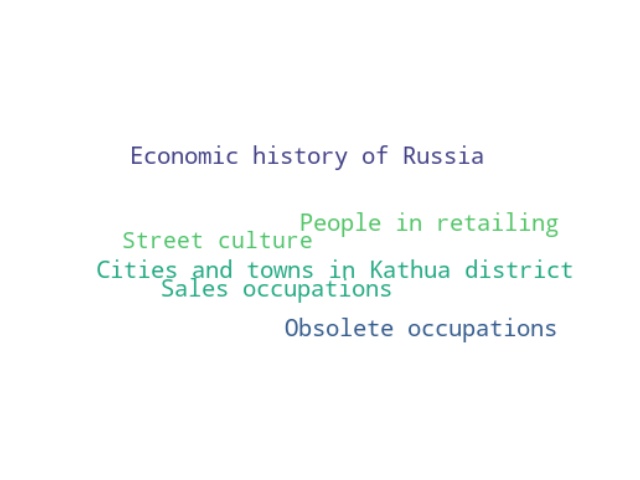 Economic history of Russia
People in retailing
Street culture
Cities and towns in Kathua district
Sales occupations
Obsolete occupations